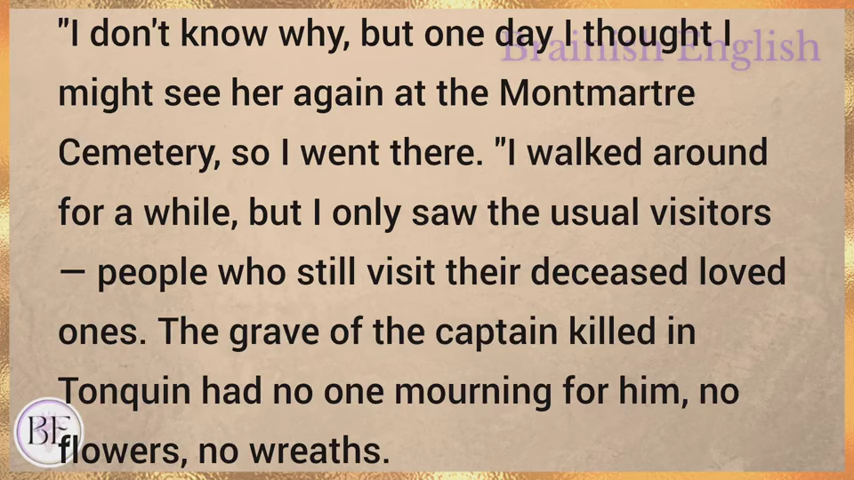 Brainish English
"I don't know why, but one day I thought I
might see her again at the Montmartre
Cemetery, so I went there. "I walked around
for a while, but I only saw the usual visitors
— people who still visit their deceased loved
ones. The grave of the captain killed in
Tonquin had no one mourning for him, no
flowers, no wreaths.
BE